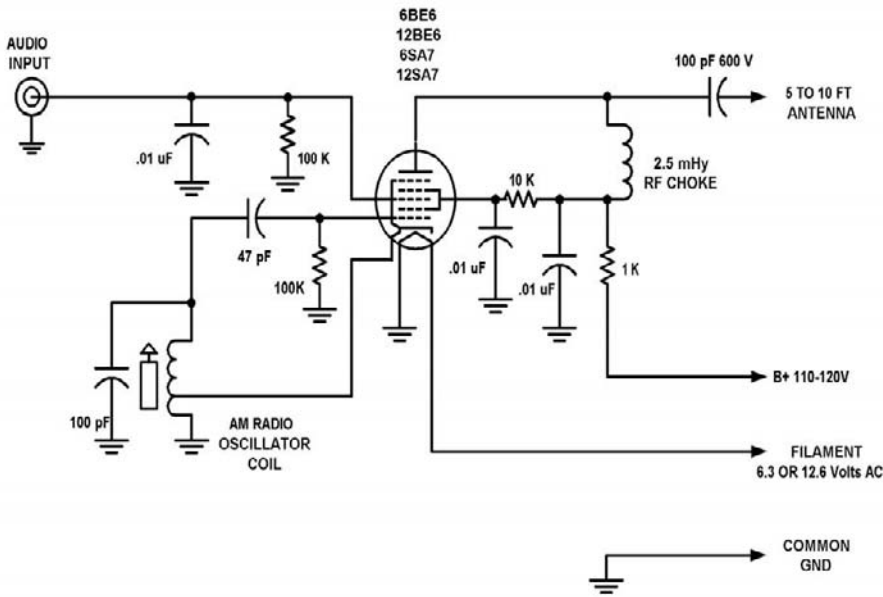 6BE6
12BE6
6SA7
12SA7
AUDIO
INPUT
100 pF 600 V
5 TO 10 FT
ANTENNA
.01 uF
100 K
2.5 mHy
RF CHOKE
10 K
47 pF
100K
.01 uF
.01 uF
1 K
B+ 110-120V
100 pF
AM RADIO
OSCILLATOR
COIL
FILAMENT
6.3 OR 12.6 Volts AC
COMMON
GND